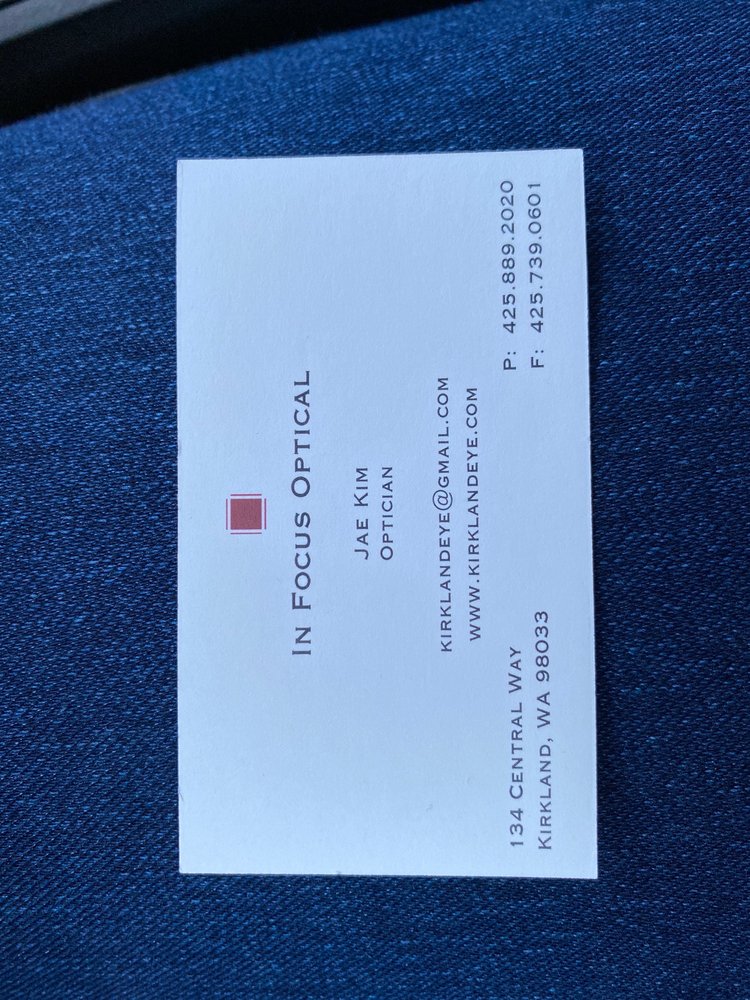 In Focus Optical
Jae Kim
Optician
kirklandeye@gmail.com
www.kirklandeye.com
134 Central Way
Kirkland, WA 98033
P: 425.889.2020
F: 425.739.0601